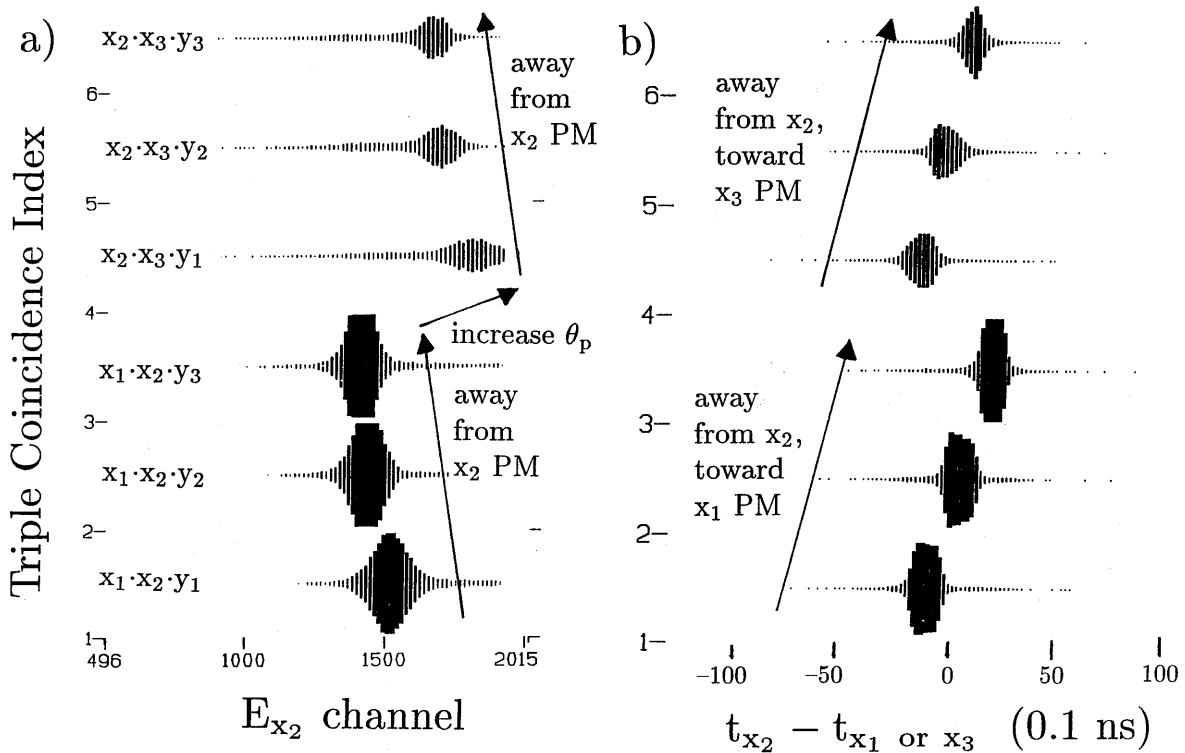 a)
Triple Coincidence Index
x₂·x₃·y₃
6
x₂·x₃·y₂
5
x₂·x₃·y₁
4
x₁·x₂·y₃
3
x₁·x₂·y₂
2
x₁·x₂·y₁
1
away
from
x₂ PM
increase θₚ
away
from
x₂ PM
496 1000 1500 2015
Eₓ₂ channel
b)
6
5
4
3
2
1
away
from x₂,
toward
x₃ PM
away
from x₂,
toward
x₁ PM
−100 −50 0 50 100
tₓ₂ − tₓ₁ or ₓ₃ (0.1 ns)